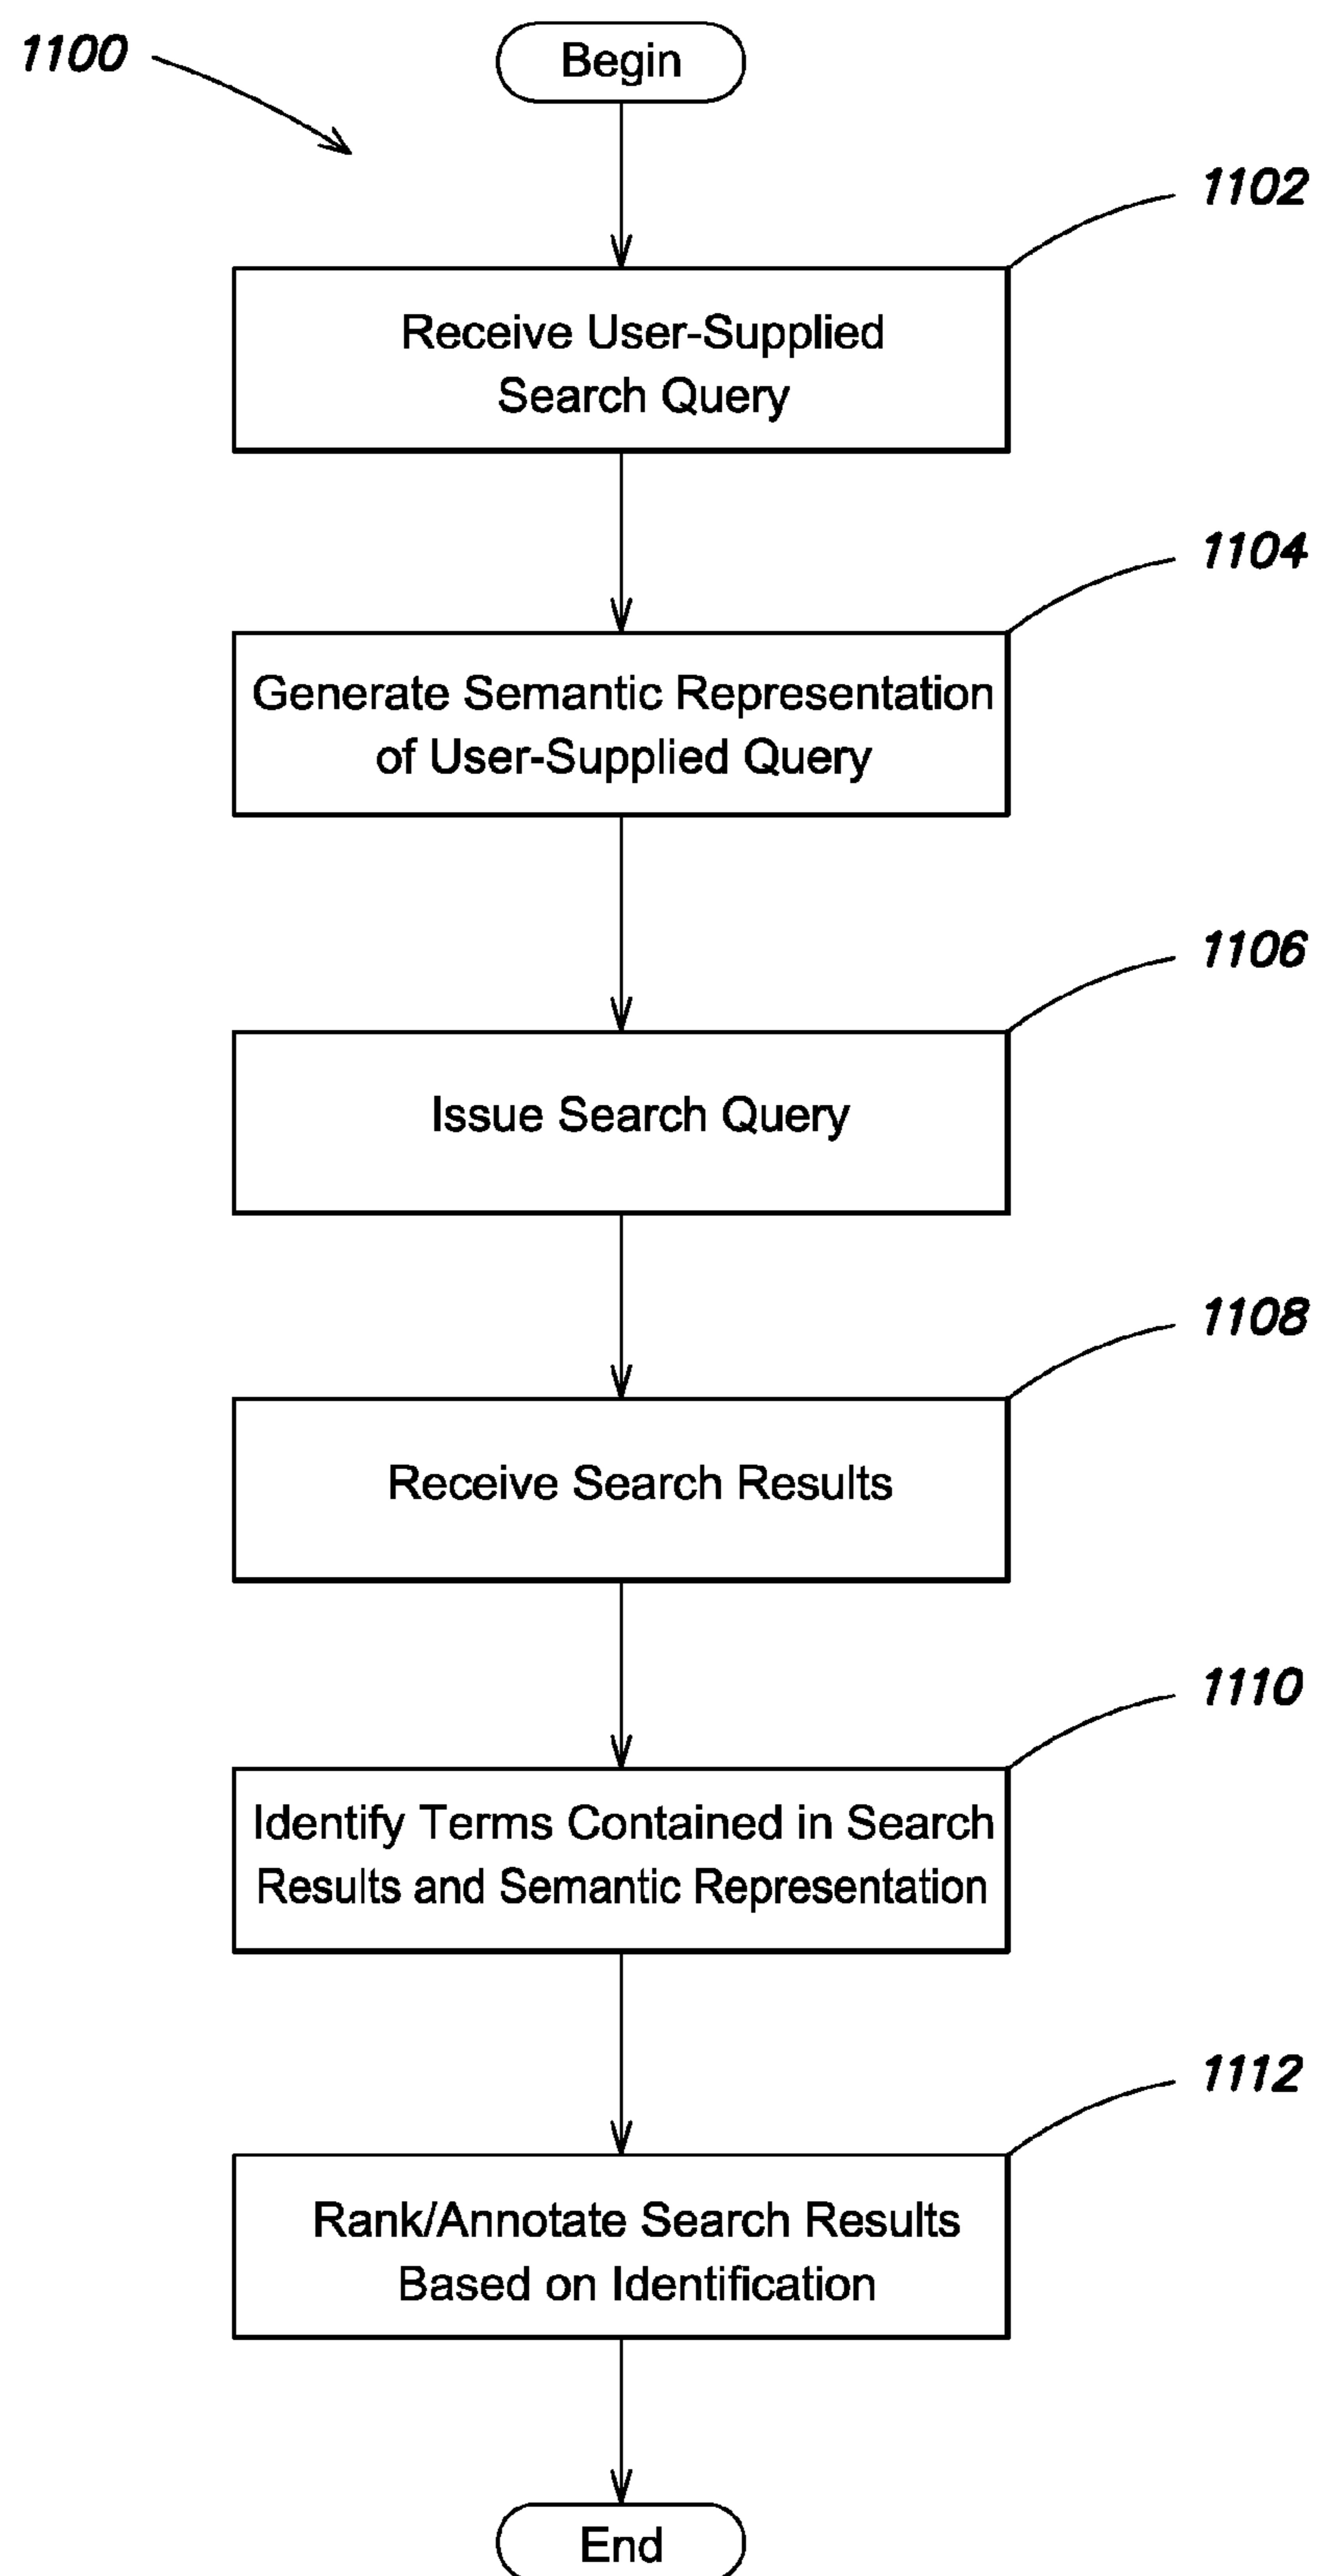 1100
Begin
1102
Receive User-Supplied
Search Query
1104
Generate Semantic Representation
of User-Supplied Query
1106
Issue Search Query
1108
Receive Search Results
1110
Identify Terms Contained in Search
Results and Semantic Representation
1112
Rank/Annotate Search Results
Based on Identification
End